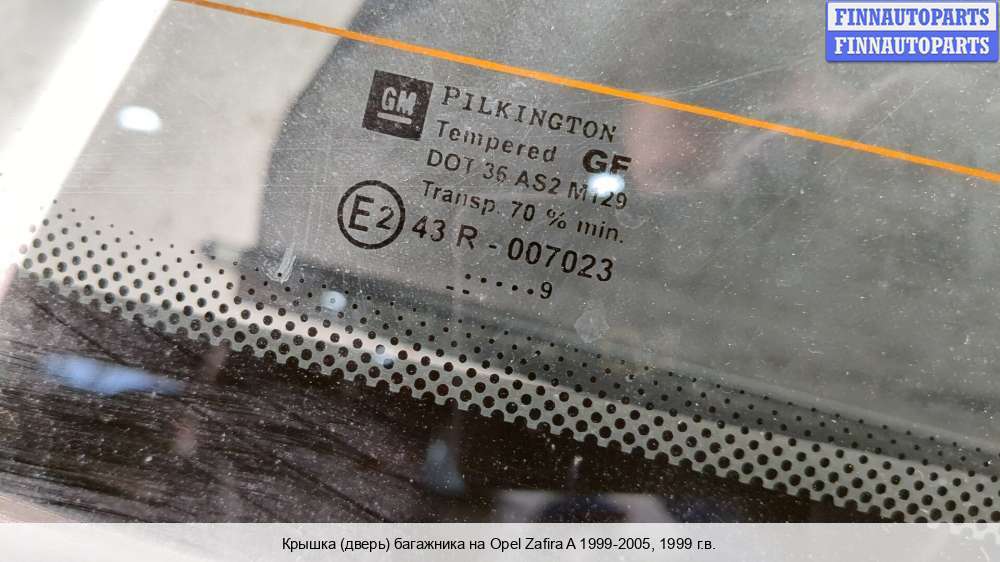 FINNAUTOPARTS
FINNAUTOPARTS
GM PILKINGTON
Tempered GF
DOT 36 AS2 M129
Transp. 70 % min.
E2 43 R - 007023
-- ·····9
Крышка (дверь) багажника на Opel Zafira A 1999-2005, 1999 г.в.